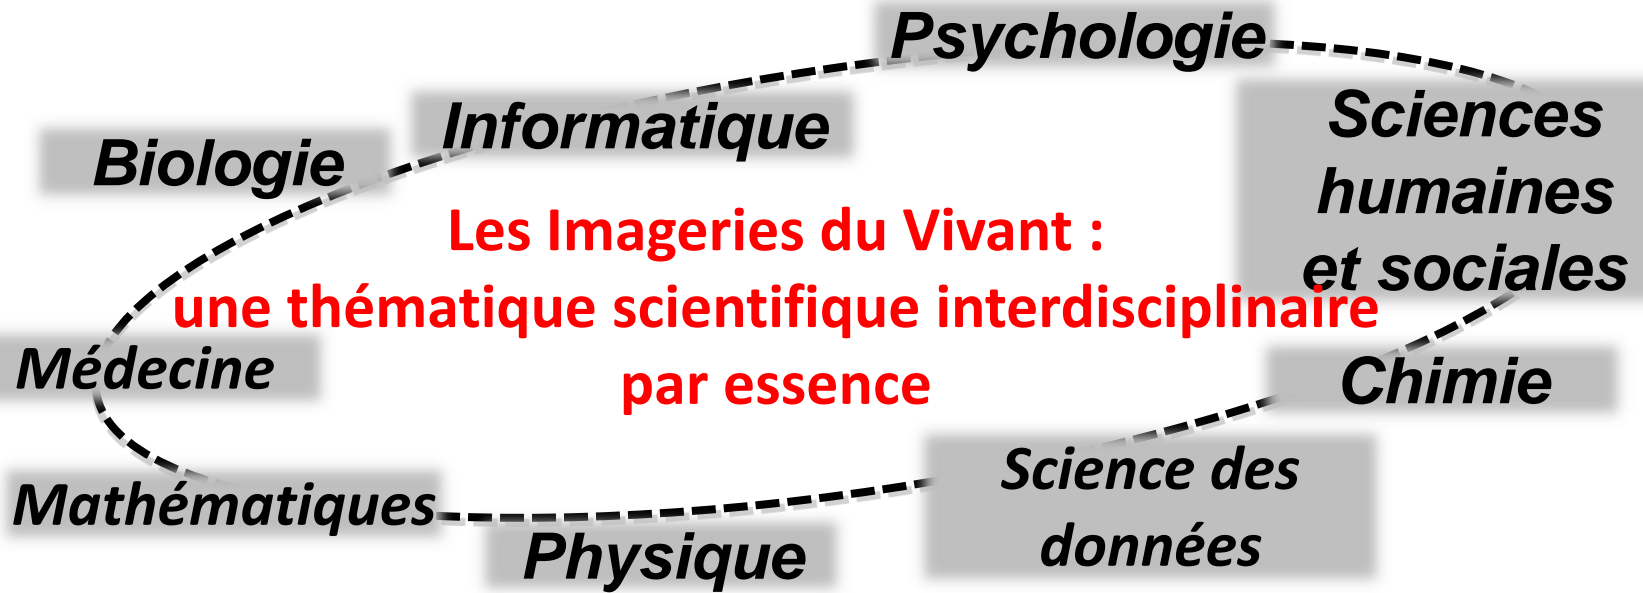 Psychologie
Informatique
Sciences
humaines
et sociales
Biologie
Les Imageries du Vivant :
une thématique scientifique interdisciplinaire
par essence
Médecine
Chimie
Science des
données
Mathématiques
Physique